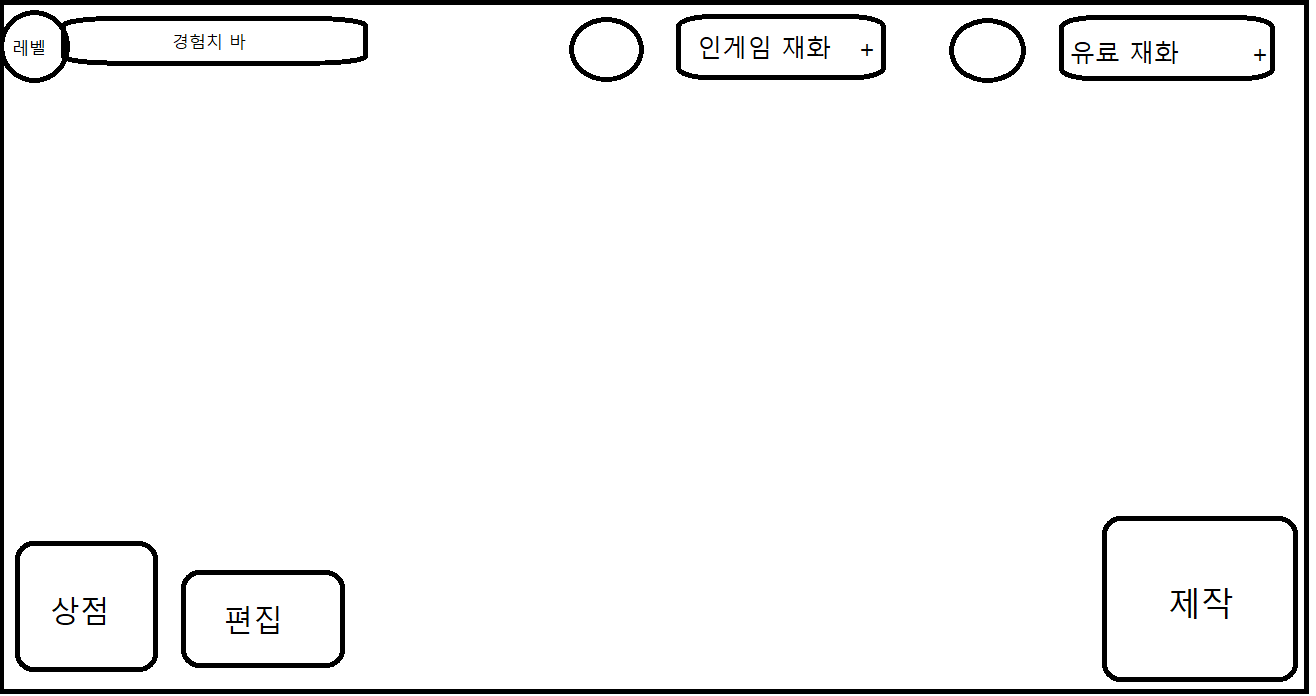 레벨
경험치 바
인게임 재화 +
유료 재화 +
상점
편집
제작